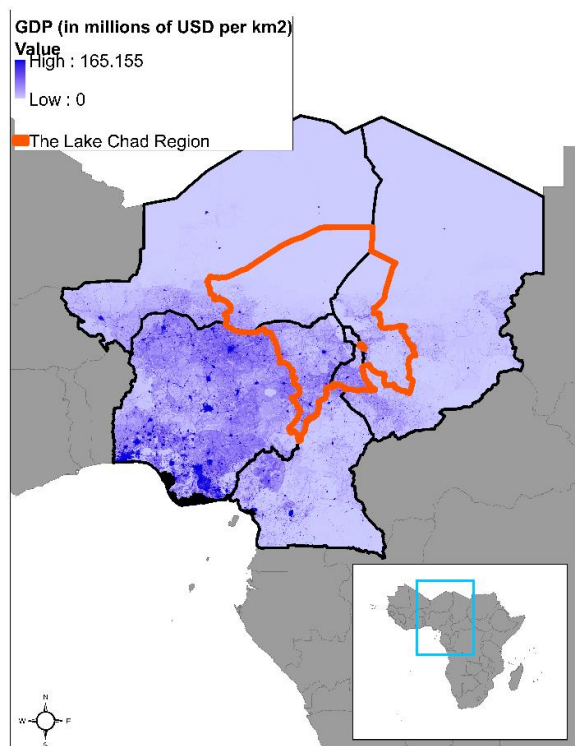 GDP (in millions of USD per km2)
Value
High : 165.155
Low : 0
The Lake Chad Region
N
W
E
S